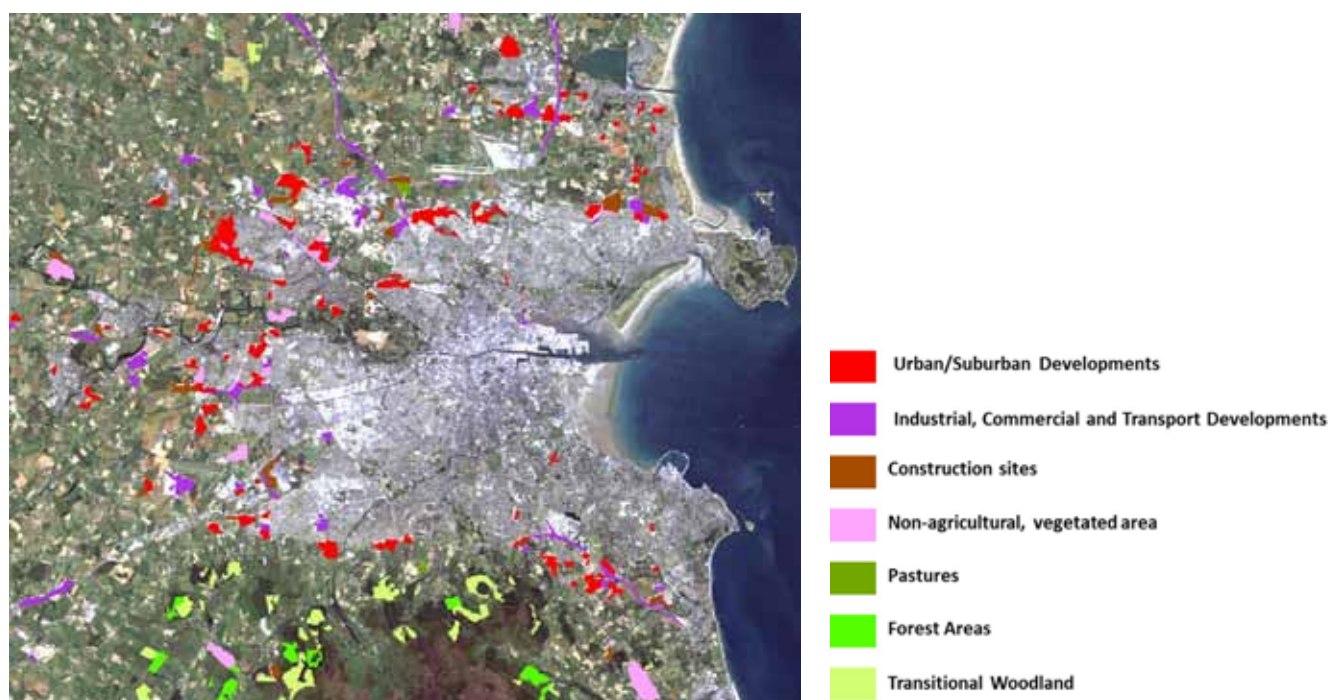 Urban/Suburban Developments
Industrial, Commercial and Transport Developments
Construction sites
Non-agricultural, vegetated area
Pastures
Forest Areas
Transitional Woodland